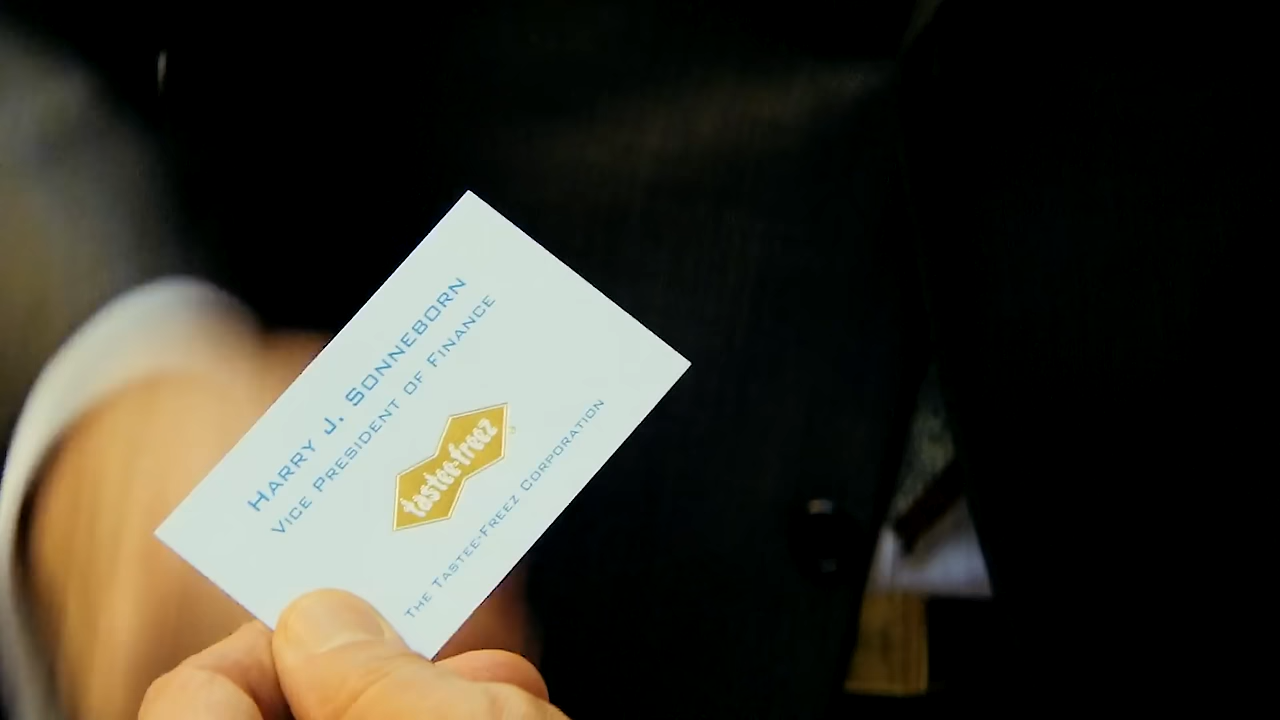 HARRY J. SONNEBORN
VICE PRESIDENT OF FINANCE
tastee-freez
THE TASTEE-FREEZ CORPORATION